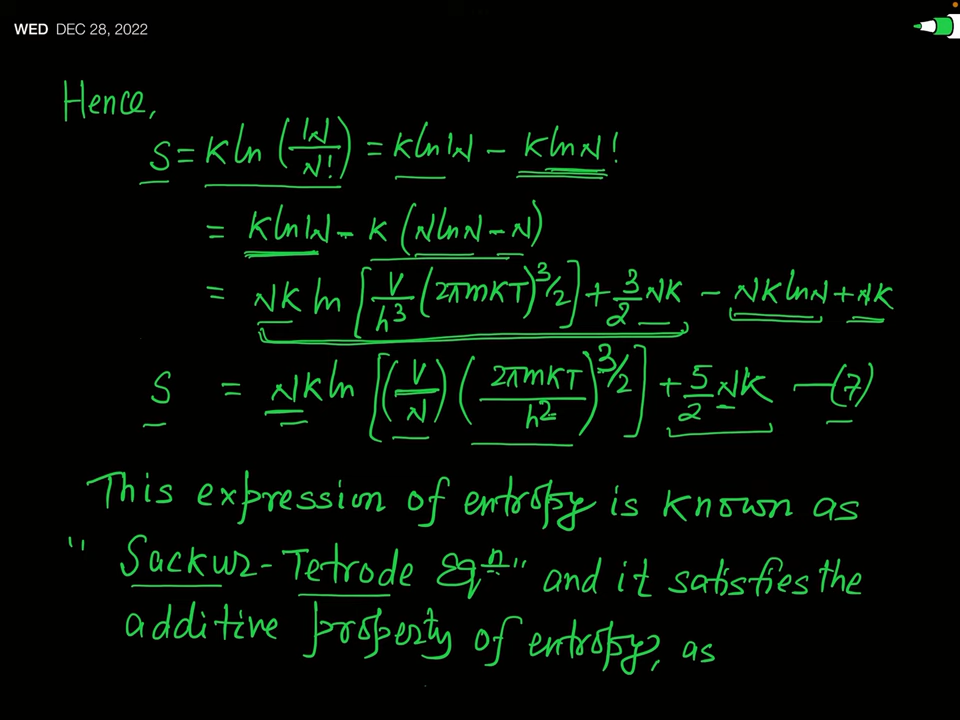 WED DEC 28, 2022
Hence,
S = K ln (W/N!) = K ln W - K ln N!
= K ln W - K (N ln N - N)
= NK ln [V/h³ (2πmKT)^3/2] + 3/2 NK - NK ln N + NK
S = NK ln [(V/N) (2πmKT/h²)^3/2] + 5/2 NK —(7)
This expression of entropy is known as
" Sackur-Tetrode Eqⁿ" and it satisfies the
additive property of entropy, as